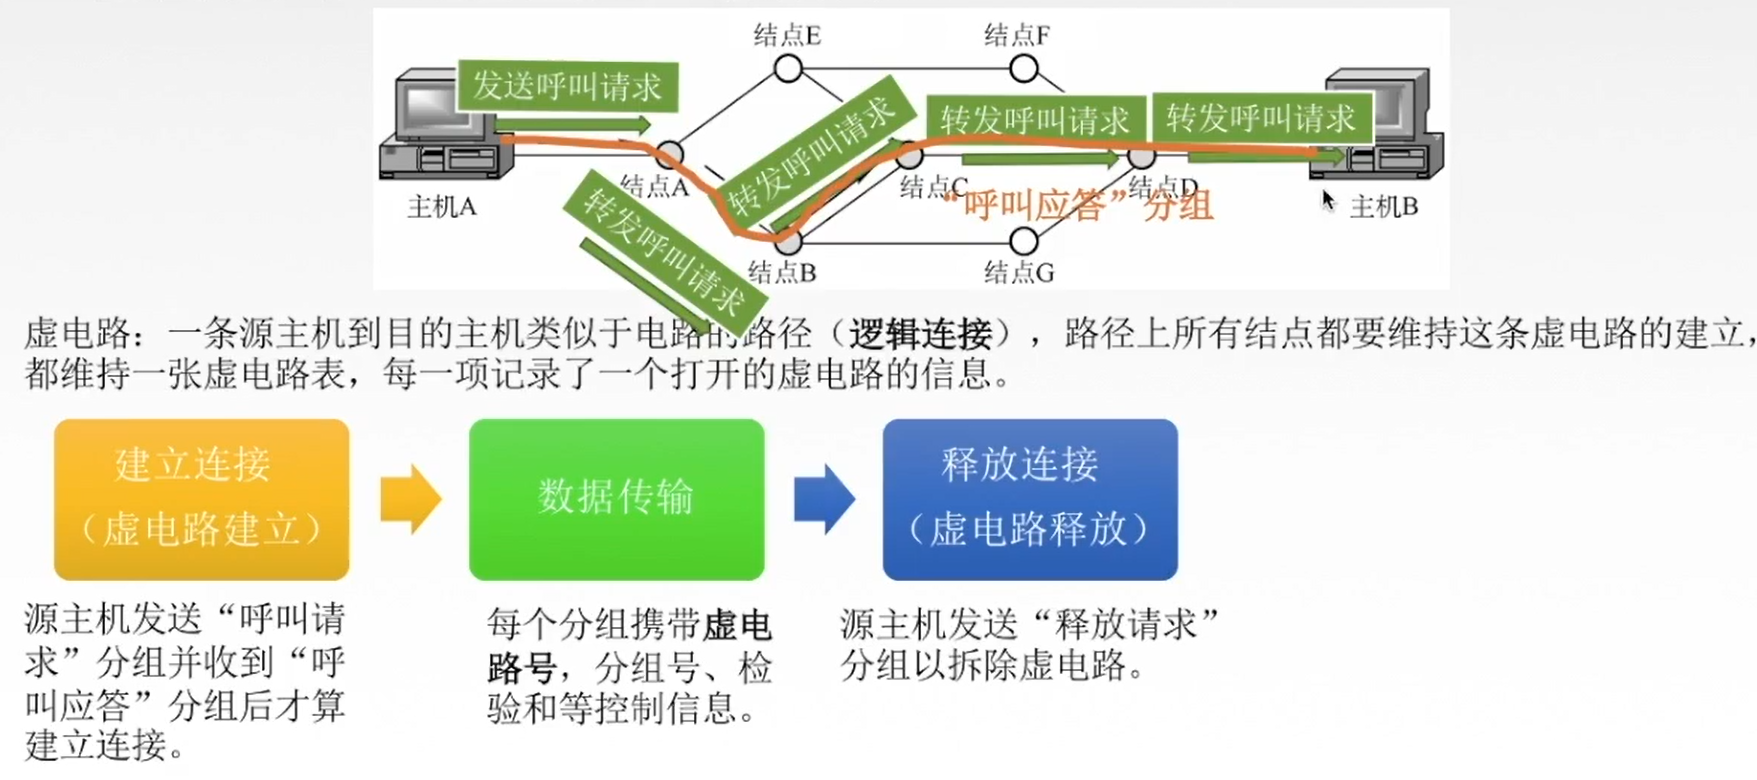 结点E
结点F
发送呼叫请求
转发呼叫请求
转发呼叫请求
转发呼叫请求
转发呼叫请求
结点A
结点C
结点D
主机A
“呼叫应答”分组
主机B
结点B
结点G
虚电路：一条源主机到目的主机类似于电路的路径（逻辑连接），路径上所有结点都要维持这条虚电路的建立，
都维持一张虚电路表，每一项记录了一个打开的虚电路的信息。
建立连接
（虚电路建立）
数据传输
释放连接
（虚电路释放）
源主机发送“呼叫请
求”分组并收到“呼
叫应答”分组后才算
建立连接。
每个分组携带虚电
路号，分组号、检
验和等控制信息。
源主机发送“释放请求”
分组以拆除虚电路。